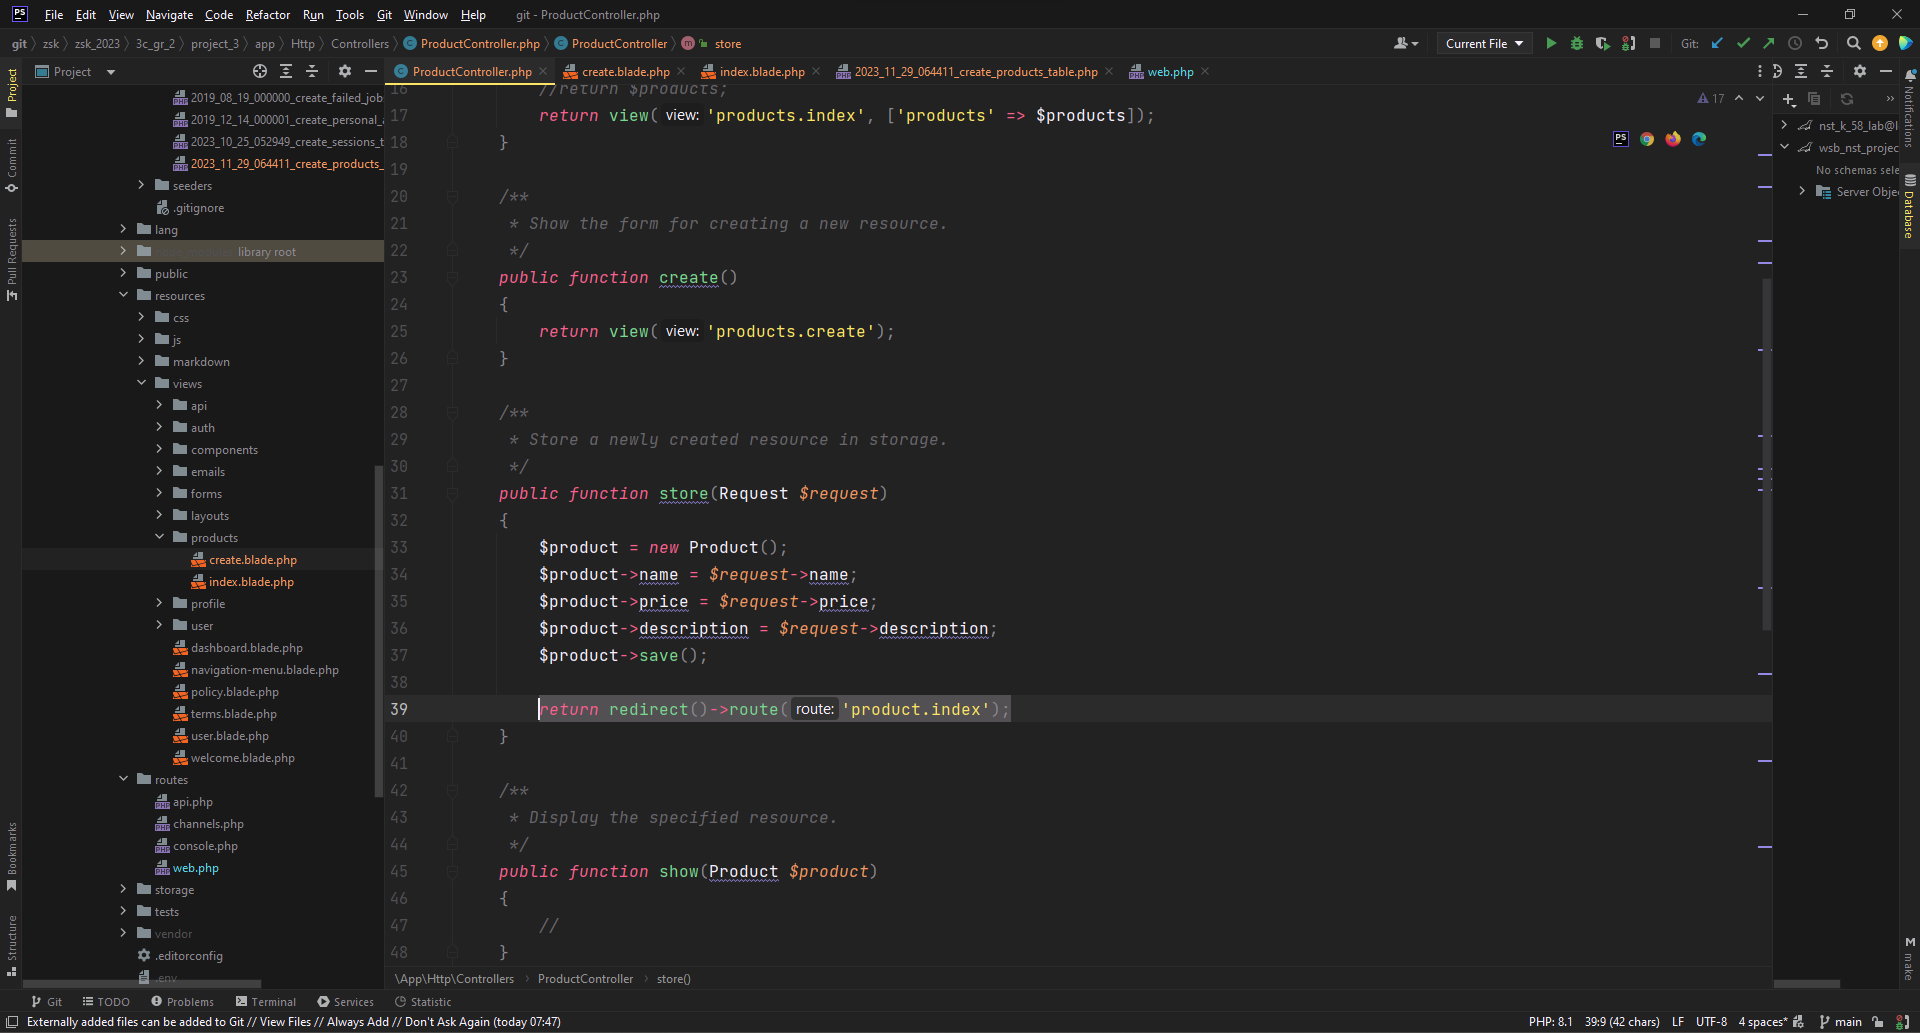 PS File Edit View Navigate Code Refactor Run Tools Git Window Help git - ProductController.php
git zsk zsk_2023 3c_gr_2 project_3 app Http Controllers ProductController.php ProductController m store Current File Git:
Project
ProductController.php create.blade.php index.blade.php 2023_11_29_064411_create_products_table.php web.php
Project
Commit
Pull Requests
Bookmarks
Structure
2019_08_19_000000_create_failed_jobs
2019_12_14_000001_create_personal_a
2023_10_25_052949_create_sessions_t
2023_11_29_064411_create_products_
seeders
.gitignore
lang
library root
public
resources
css
js
markdown
views
api
auth
components
emails
forms
layouts
products
create.blade.php
index.blade.php
profile
user
dashboard.blade.php
navigation-menu.blade.php
policy.blade.php
terms.blade.php
user.blade.php
welcome.blade.php
routes
api.php
channels.php
console.php
web.php
storage
tests
vendor
.editorconfig
.env
16 //return $products;
17 return view( view: 'products.index', ['products' => $products]);
18 }
19
20 /**
21 * Show the form for creating a new resource.
22 */
23 public function create()
24 {
25 return view( view: 'products.create');
26 }
27
28 /**
29 * Store a newly created resource in storage.
30 */
31 public function store(Request $request)
32 {
33 $product = new Product();
34 $product->name = $request->name;
35 $product->price = $request->price;
36 $product->description = $request->description;
37 $product->save();
38
39 return redirect()->route( route: 'product.index');
40 }
41
42 /**
43 * Display the specified resource.
44 */
45 public function show(Product $product)
46 {
47 //
48 }
17
PS
nst_k_58_lab@l
wsb_nst_projec
No schemas sele
Server Obje
Notifications
Database
M make
\App\Http\Controllers ProductController store()
Git TODO Problems Terminal Services Statistic
Externally added files can be added to Git // View Files // Always Add // Don't Ask Again (today 07:47) PHP: 8.1 39:9 (42 chars) LF UTF-8 4 spaces* main